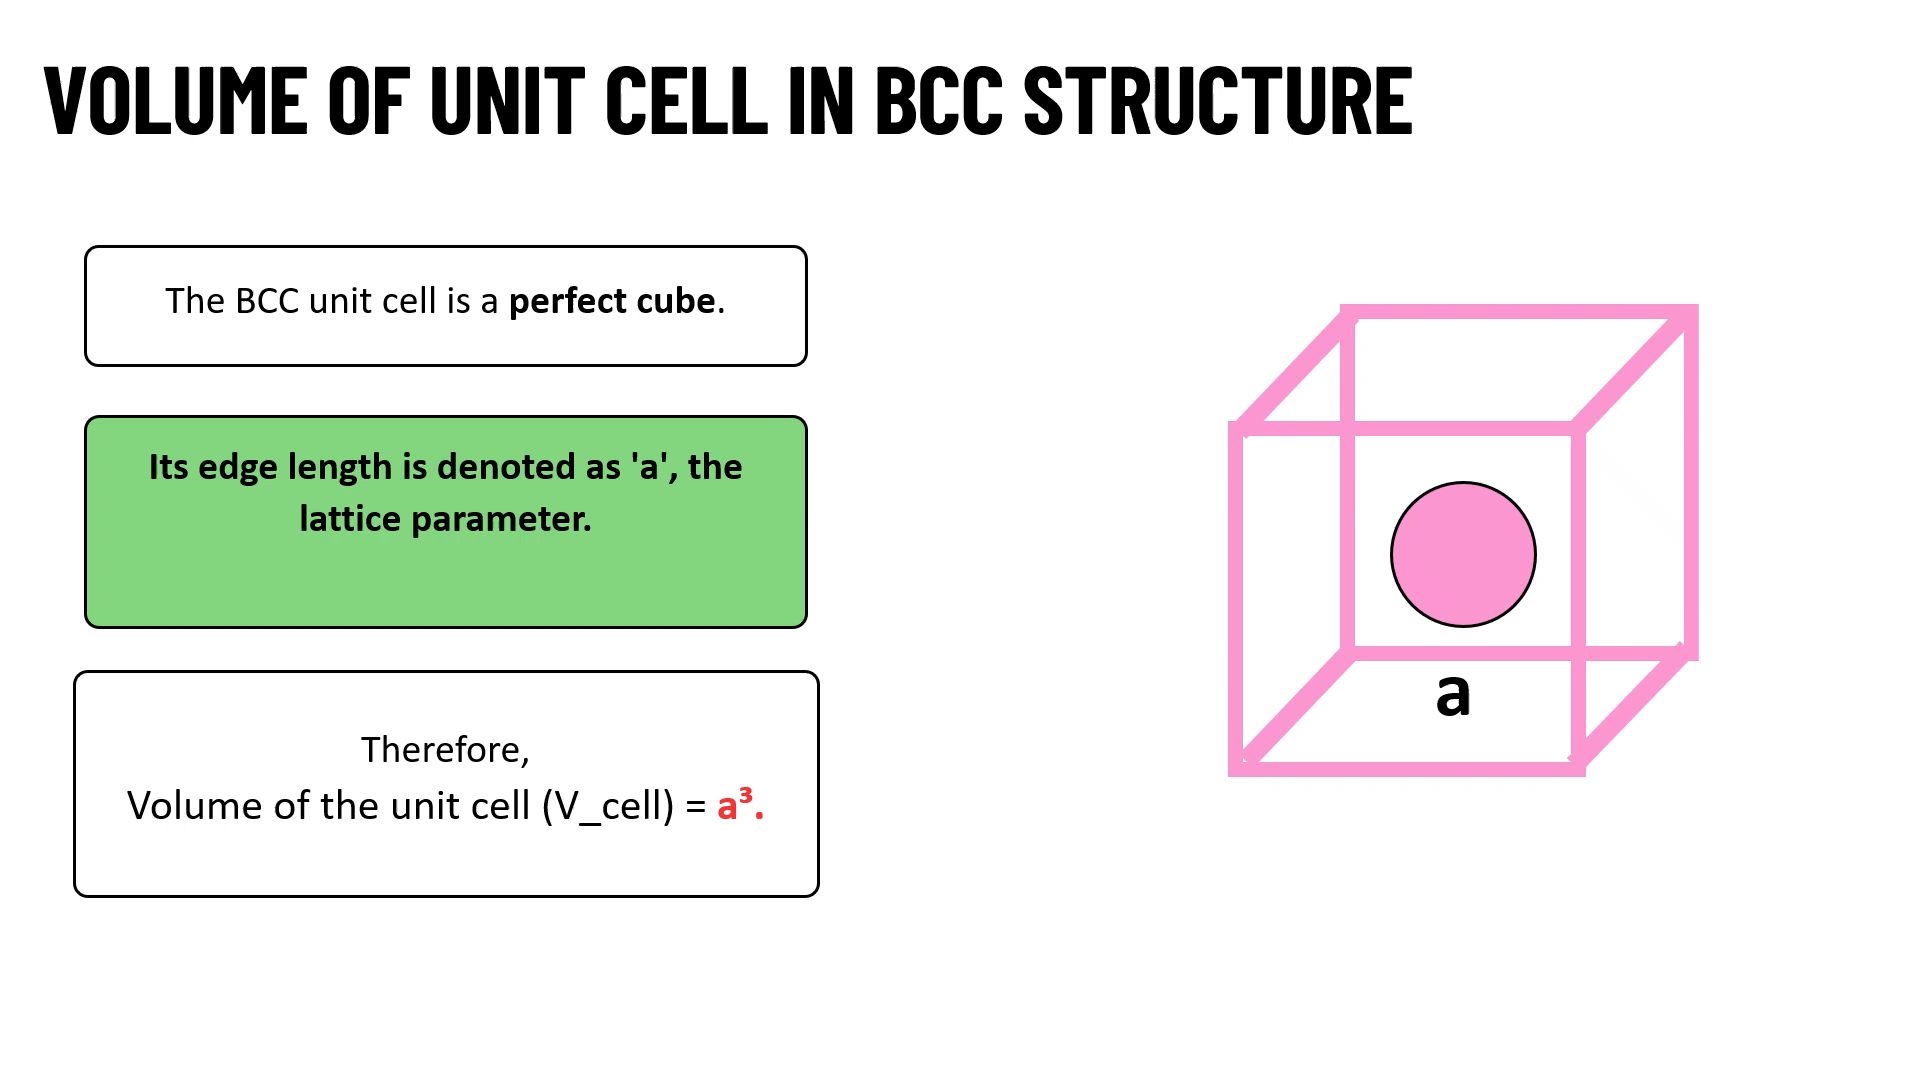 VOLUME OF UNIT CELL IN BCC STRUCTURE
The BCC unit cell is a perfect cube.
Its edge length is denoted as 'a', the
lattice parameter.
Therefore,
Volume of the unit cell (V_cell) = a³.
a